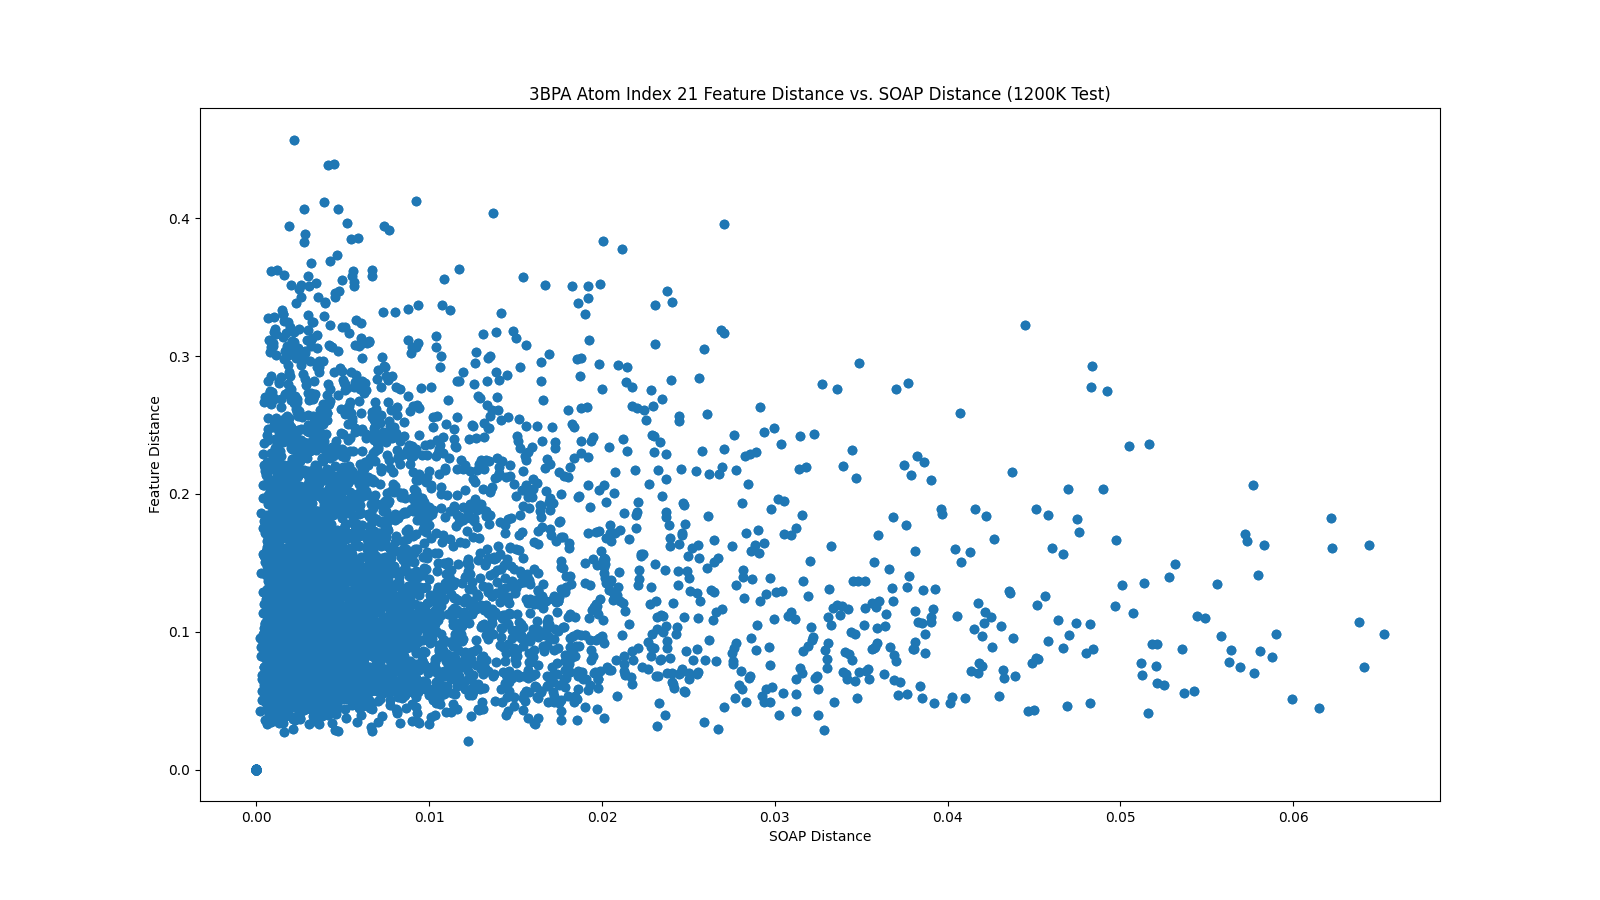 3BPA Atom Index 21 Feature Distance vs. SOAP Distance (1200K Test)
Feature Distance
0.4
0.3
0.2
0.1
0.0
0.00 0.01 0.02 0.03 0.04 0.05 0.06
SOAP Distance